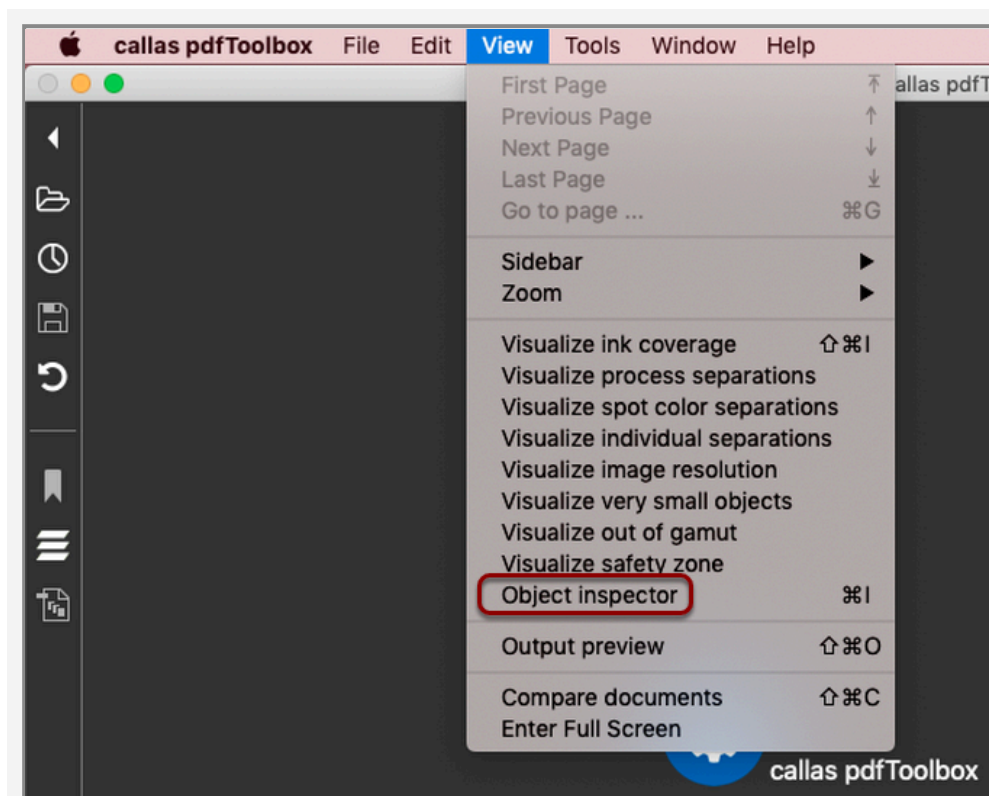 callas pdfToolbox File Edit View Tools Window Help
allas pdfT
First Page ⤒
Previous Page ↑
Next Page ↓
Last Page ⤓
Go to page ... ⌘G
Sidebar ▶
Zoom ▶
Visualize ink coverage ⇧⌘I
Visualize process separations
Visualize spot color separations
Visualize individual separations
Visualize image resolution
Visualize very small objects
Visualize out of gamut
Visualize safety zone
Object inspector ⌘I
Output preview ⇧⌘O
Compare documents ⇧⌘C
Enter Full Screen
callas pdfToolbox